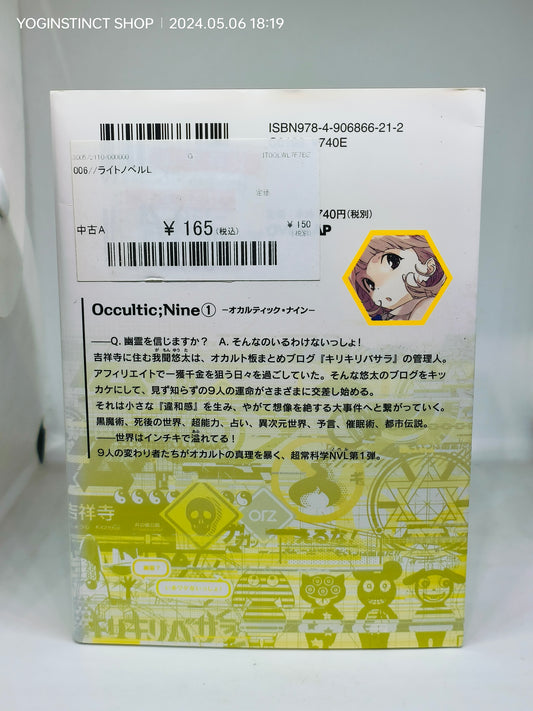 YOGINSTINCT SHOP | 2024.05.06 18:19
ISBN978-4-906866-21-2
740E
G
006//ライトノベルL
定価
中古A
¥ 165(税込)
¥ 150
(税別)
740円(税別)
AP
Occultic;Nine① −オカルティック・ナイン−
――Q. 幽霊を信じますか? A. そんなのいるわけないっしょ!
吉祥寺に住む我聞悠太は、オカルト板まとめブログ『キリキリバサラ』の管理人。
アフィリエイトで一獲千金を狙う日々を過ごしていた。そんな悠太のブログをキッ
カケにして、見ず知らずの9人の運命がさまざまに交差し始める。
それは小さな『違和感』を生み、やがて想像を絶する大事件へと繋がっていく。
黒魔術、死後の世界、超能力、占い、異次元世界、予言、催眠術、都市伝説。
――世界はインチキで溢れてる!
9人の変わり者たちがオカルトの真理を暴く、超常科学NVL第1弾。
吉祥寺
orz
キリキリバサラ